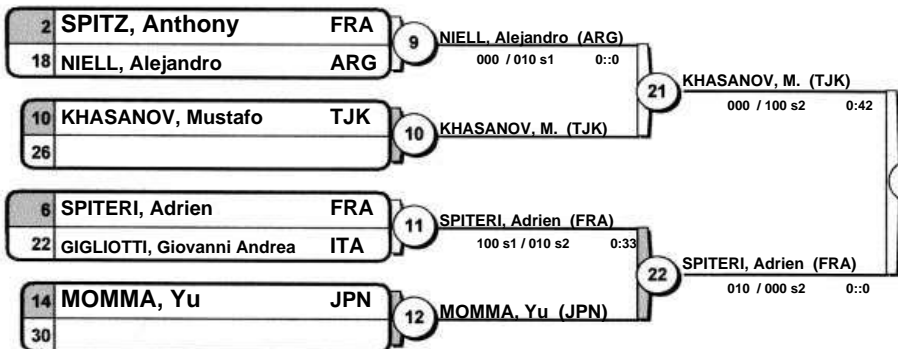 2 SPITZ, Anthony FRA
18 NIELL, Alejandro ARG
9
NIELL, Alejandro (ARG)
000 / 010 s1 0::0
10 KHASANOV, Mustafo TJK
26
10
KHASANOV, M. (TJK)
21
KHASANOV, M. (TJK)
000 / 100 s2 0:42
6 SPITERI, Adrien FRA
22 GIGLIOTTI, Giovanni Andrea ITA
11
SPITERI, Adrien (FRA)
100 s1 / 010 s2 0:33
14 MOMMA, Yu JPN
30
12
MOMMA, Yu (JPN)
22
SPITERI, Adrien (FRA)
010 / 000 s2 0::0